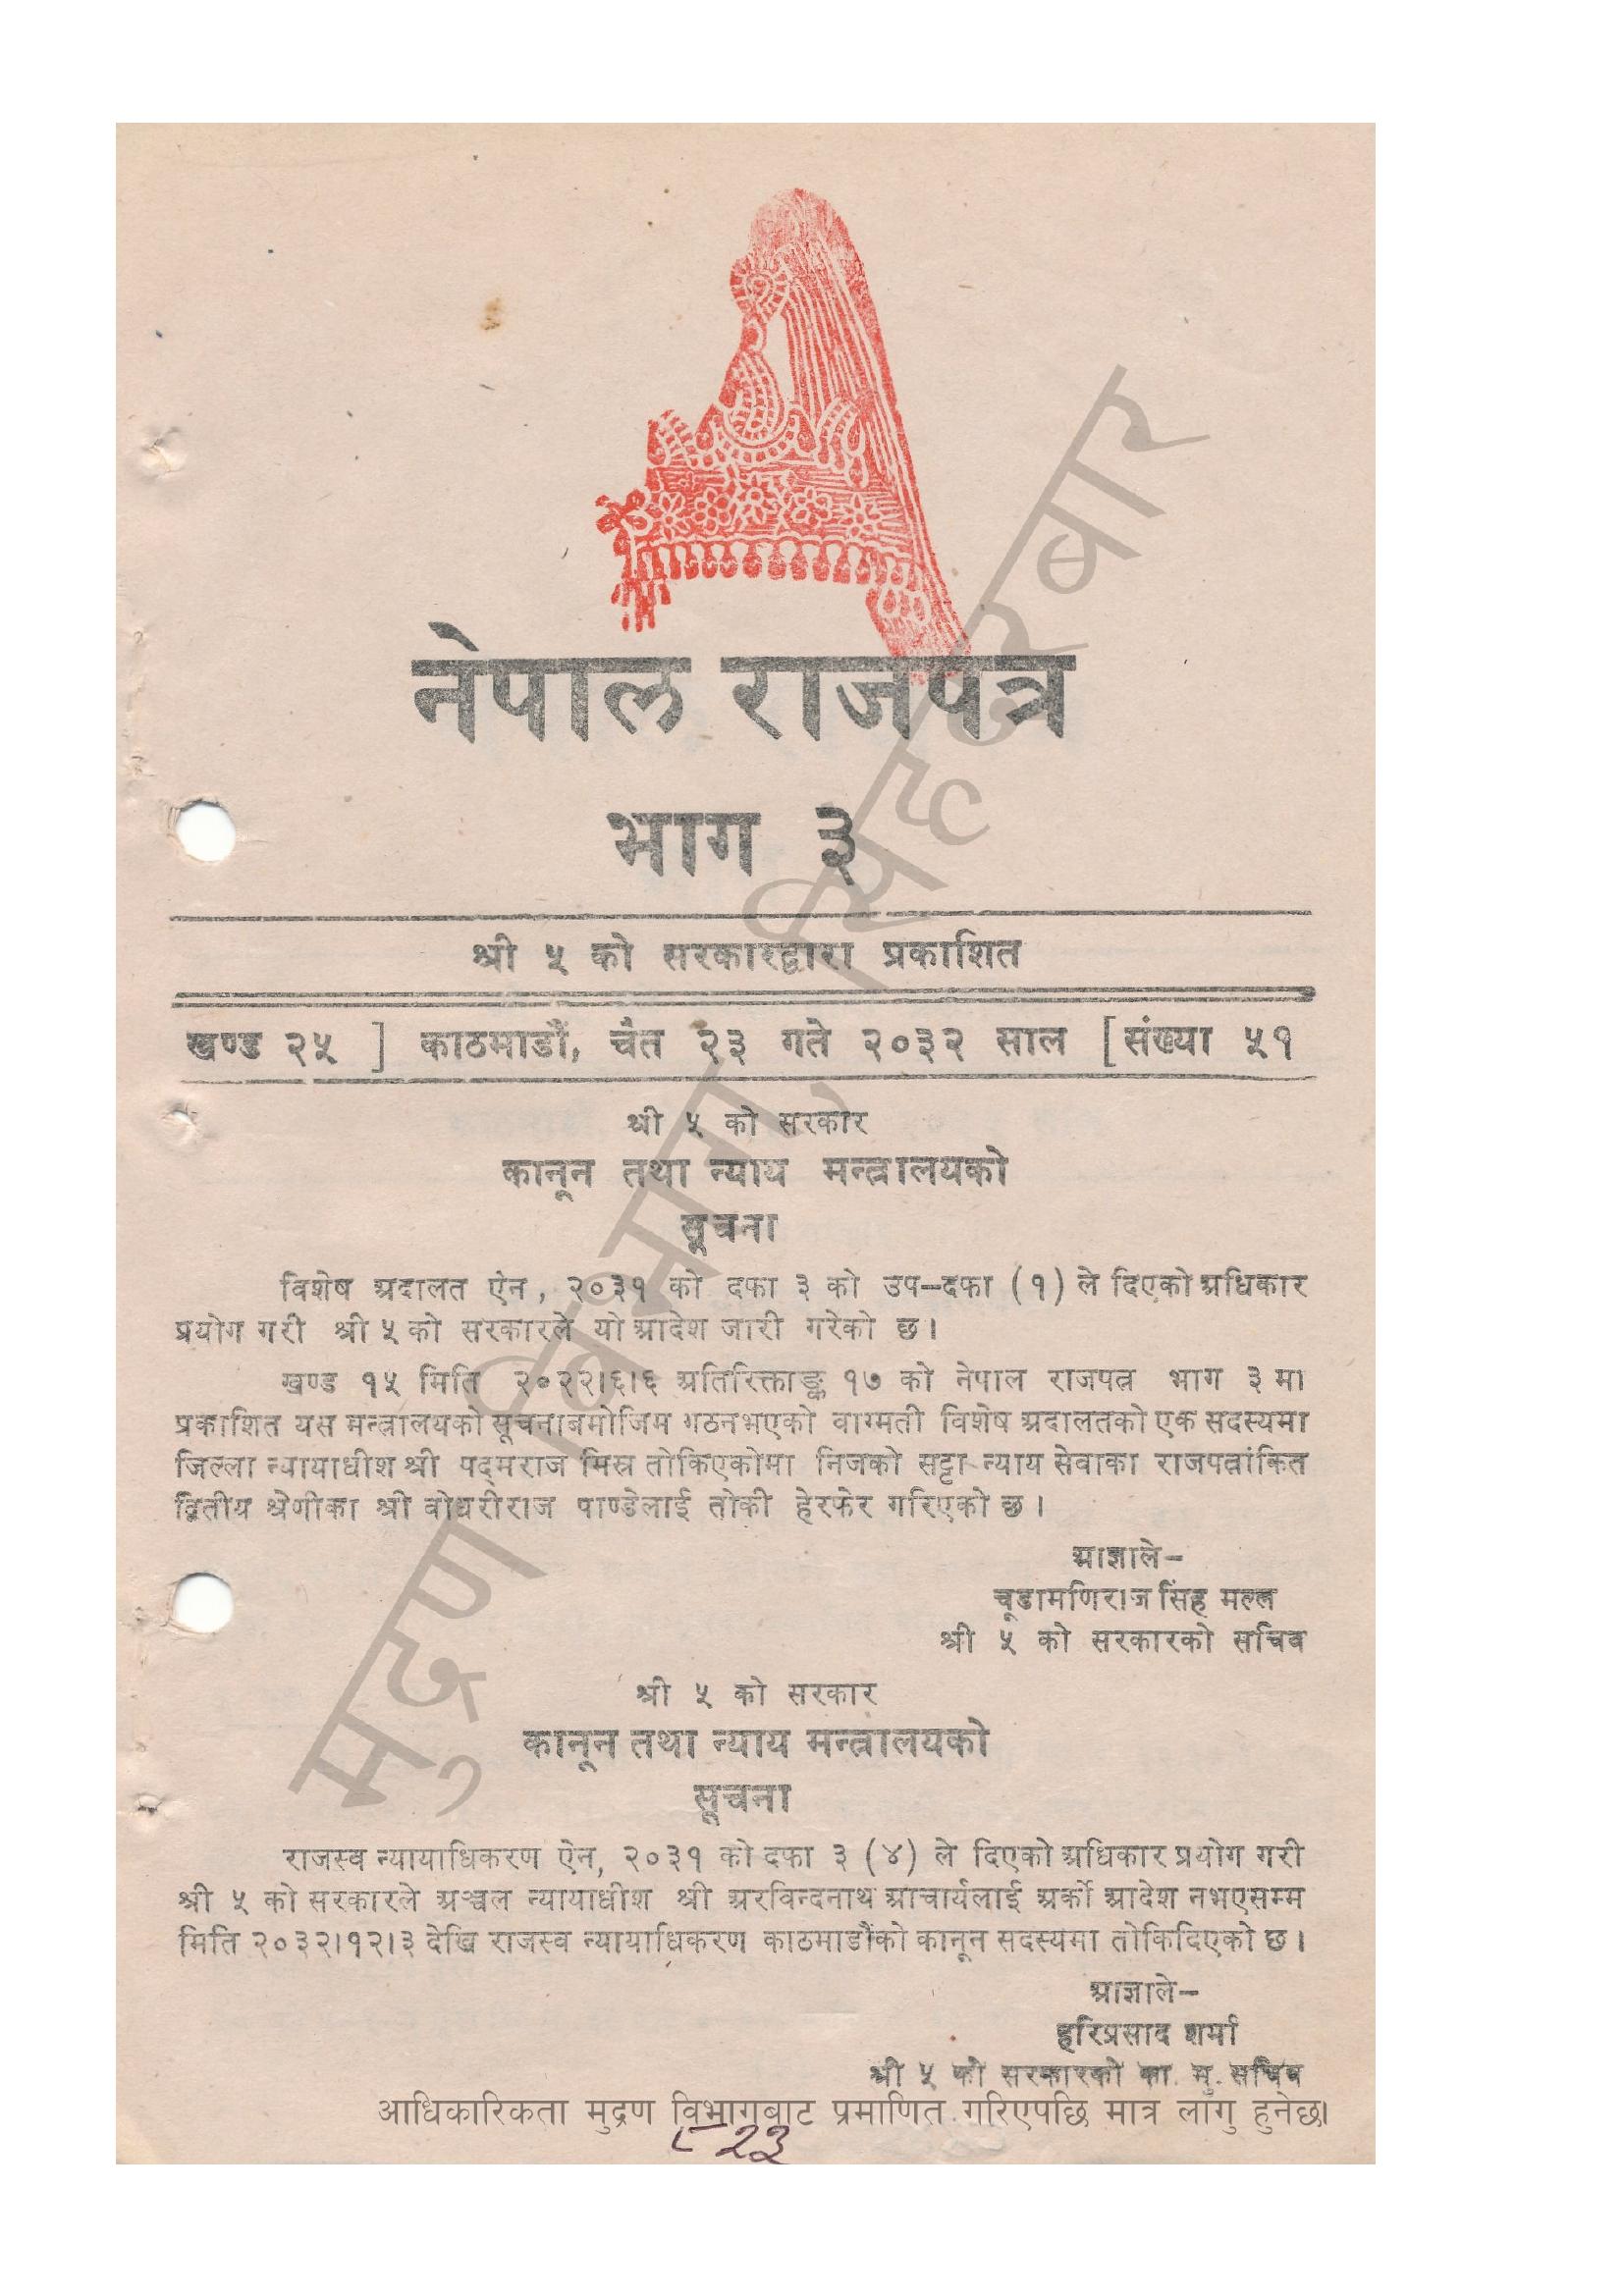 नेपाल राजपत्र
भाग ३
श्री ५ को सरकारद्वारा प्रकाशित
खण्ड २५ ] काठमाडौं, चैत २३ गते २०३२ साल [ संख्या ५१
श्री ५ को सरकार
कानून तथा न्याय मन्त्रालयको
सूचना
विशेष अदालत ऐन, २०३१ को दफा ३ को उप-दफा (१) ले दिएको अधिकार
प्रयोग गरी श्री ५ को सरकारले यो आदेश जारी गरेको छ।
खण्ड १५ मिति २०२२।६।६ अतिरिक्ताङ्क १७ को नेपाल राजपत्र भाग ३ मा
प्रकाशित यस मन्त्रालयको सूचनाबमोजिम गठनभएको वाग्मती विशेष अदालतको एक सदस्यमा
जिल्ला न्यायाधीश श्री पद्मराज मिस्र तोकिएकोमा निजको सट्टा न्याय सेवाका राजपत्रांकित
द्वितीय श्रेणीका श्री वोधरीराज पाण्डेलाई तोकी हेरफेर गरिएको छ।
आज्ञाले-
चूडामणिराज सिंह मल्ल
श्री ५ को सरकारको सचिव
श्री ५ को सरकार
कानून तथा न्याय मन्त्रालयको
सूचना
राजस्व न्यायाधिकरण ऐन, २०३१ को दफा ३ (४) ले दिएको अधिकार प्रयोग गरी
श्री ५ को सरकारले अञ्चल न्यायाधीश श्री अरविन्दनाथ आचार्यलाई अर्को आदेश नभएसम्म
मिति २०३२।१२।३ देखि राजस्व न्यायाधिकरण काठमाडौंको कानून सदस्यमा तोकिदिएको छ।
आज्ञाले-
हरिप्रसाद शर्मा
श्री ५ को सरकारको का. मु. सचिव
आधिकारिकता मुद्रण विभागबाट प्रमाणित गरिएपछि मात्र लागु हुनेछ।
मुद्रण विभाग, सिंहदरबार